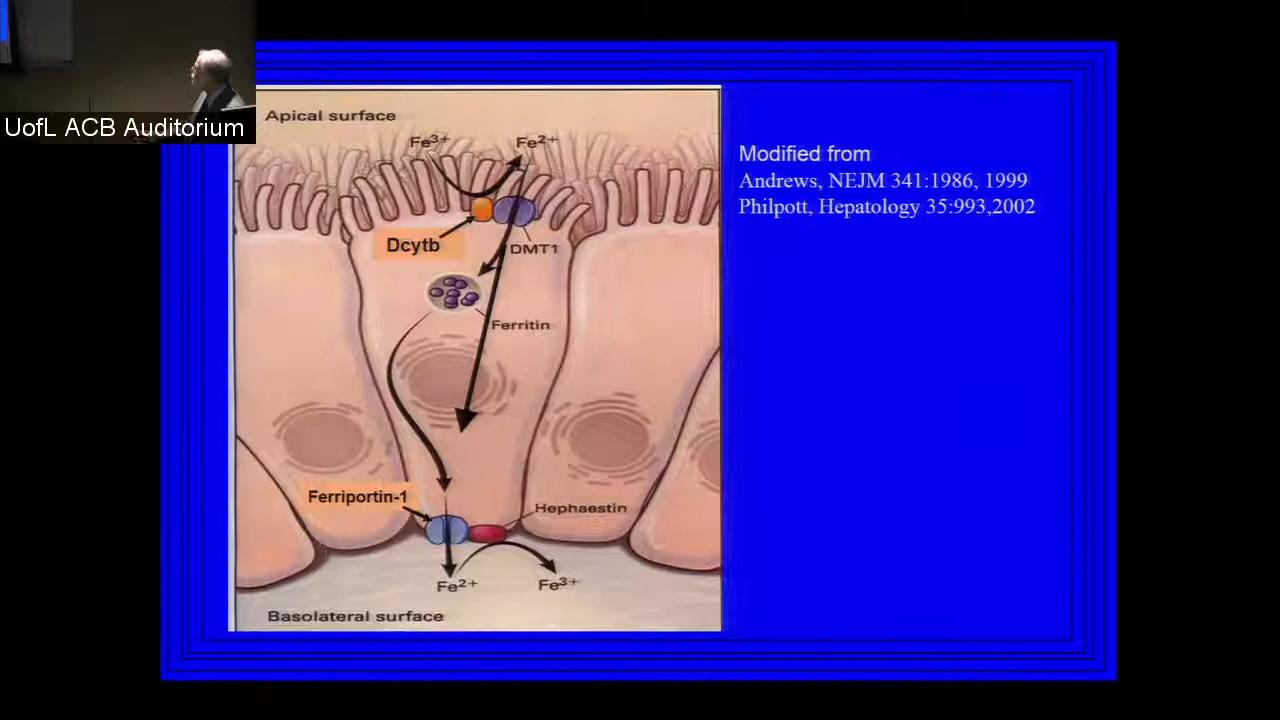 UofL ACB Auditorium
Apical surface
Fe3+
Fe2+
Dcytb
DMT1
Ferritin
Ferriportin-1
Hephaestin
Fe2+
Fe3+
Basolateral surface
Modified from
Andrews, NEJM 341:1986, 1999
Philpott, Hepatology 35:993,2002